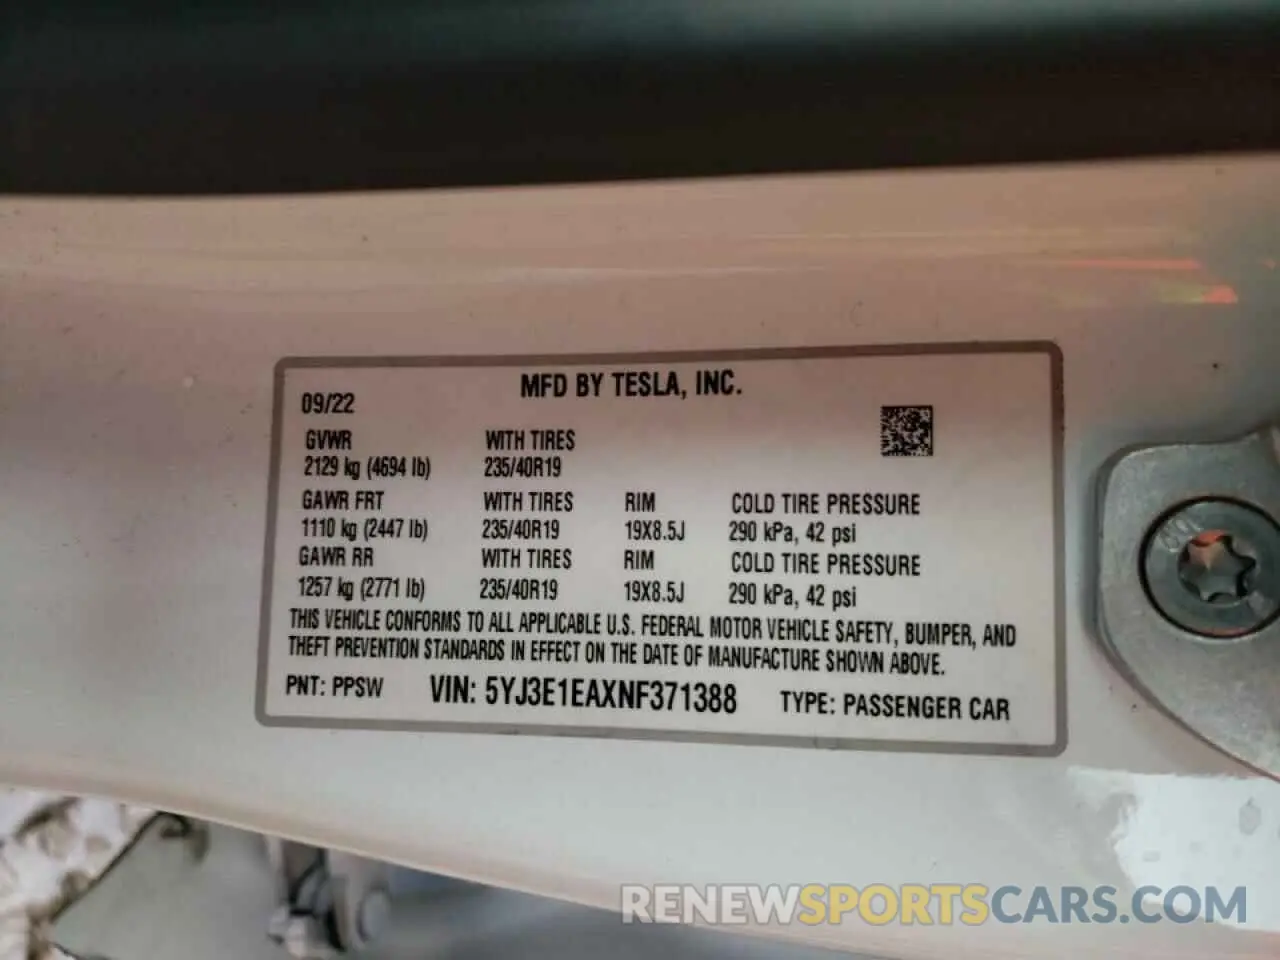 MFD BY TESLA, INC.
09/22
GVWR WITH TIRES
2129 kg (4694 lb) 235/40R19
GAWR FRT WITH TIRES RIM COLD TIRE PRESSURE
1110 kg (2447 lb) 235/40R19 19X8.5J 290 kPa, 42 psi
GAWR RR WITH TIRES RIM COLD TIRE PRESSURE
1257 kg (2771 lb) 235/40R19 19X8.5J 290 kPa, 42 psi
THIS VEHICLE CONFORMS TO ALL APPLICABLE U.S. FEDERAL MOTOR VEHICLE SAFETY, BUMPER, AND
THEFT PREVENTION STANDARDS IN EFFECT ON THE DATE OF MANUFACTURE SHOWN ABOVE.
PNT: PPSW VIN: 5YJ3E1EAXNF371388 TYPE: PASSENGER CAR
RENEWSPORTSCARS.COM